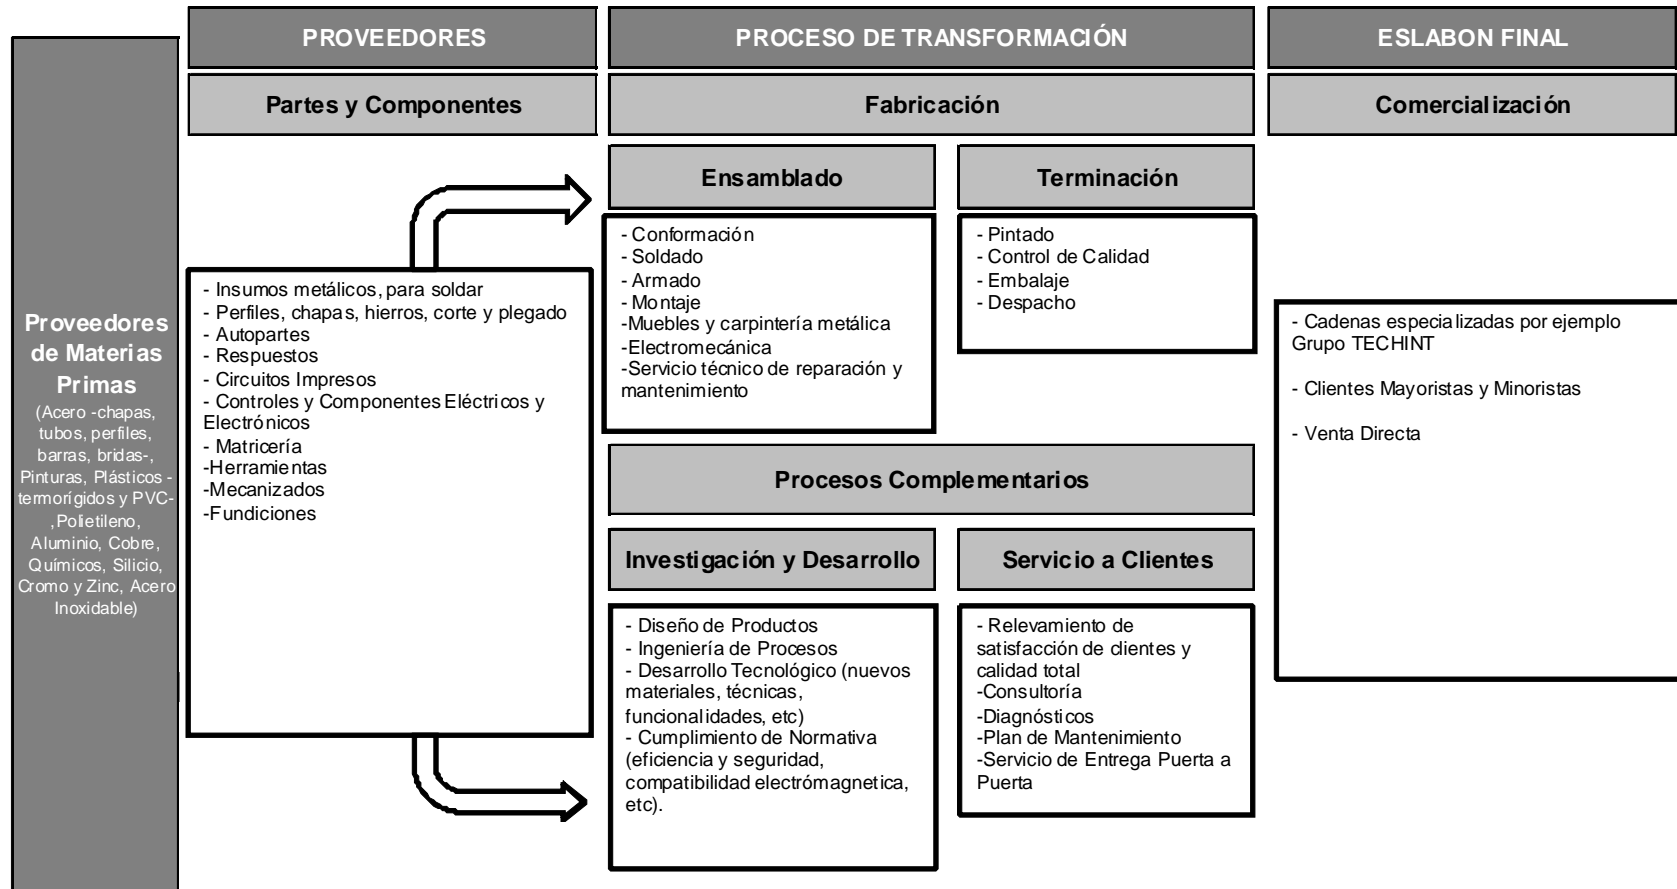 PROVEEDORES
PROCESO DE TRANSFORMACIÓN
ESLABON FINAL
Partes y Componentes
Fabricación
Comercialización
Proveedores
de Materias
Primas
(Acero -chapas,
tubos, perfiles,
barras, bridas-,
Pinturas, Plásticos -
termorígidos y PVC-
,Polietileno,
Aluminio, Cobre,
Químicos, Silicio,
Cromo y Zinc, Acero
Inoxidable)
- Insumos metálicos, para soldar
- Perfiles, chapas, hierros, corte y plegado
- Autopartes
- Respuestos
- Circuitos Impresos
- Controles y Componentes Eléctricos y
Electrónicos
- Matricería
-Herramientas
-Mecanizados
-Fundiciones
Ensamblado
- Conformación
- Soldado
- Armado
- Montaje
-Muebles y carpintería metálica
-Electromecánica
-Servicio técnico de reparación y
mantenimiento
Terminación
- Pintado
- Control de Calidad
- Embalaje
- Despacho
Procesos Complementarios
Investigación y Desarrollo
- Diseño de Productos
- Ingeniería de Procesos
- Desarrollo Tecnológico (nuevos
materiales, técnicas,
funcionalidades, etc)
- Cumplimiento de Normativa
(eficiencia y seguridad,
compatibilidad electrómagnetica,
etc).
Servicio a Clientes
- Relevamiento de
satisfacción de clientes y
calidad total
-Consultoría
-Diagnósticos
-Plan de Mantenimiento
-Servicio de Entrega Puerta a
Puerta
- Cadenas especializadas por ejemplo
Grupo TECHINT
- Clientes Mayoristas y Minoristas
- Venta Directa